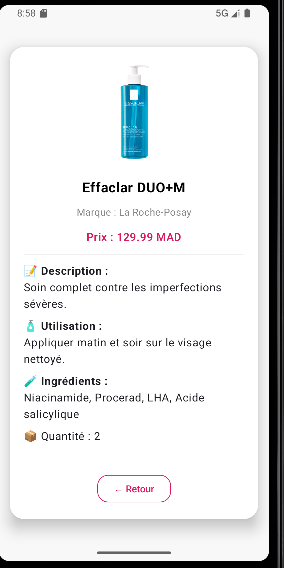 8:58 5G
Effaclar DUO+M
Marque : La Roche-Posay
Prix : 129.99 MAD
📝 Description :
Soin complet contre les imperfections
sévères.
🧴 Utilisation :
Appliquer matin et soir sur le visage
nettoyé.
🧪 Ingrédients :
Niacinamide, Procerad, LHA, Acide
salicylique
📦 Quantité : 2
← Retour